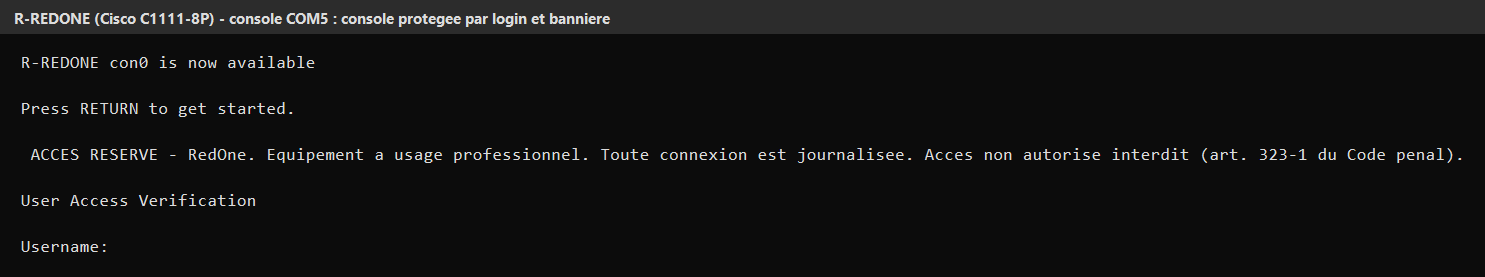 R-REDONE (Cisco C1111-8P) - console COM5 : console protegee par login et banniere
R-REDONE con0 is now available
Press RETURN to get started.
ACCES RESERVE - RedOne. Equipement a usage professionnel. Toute connexion est journalisee. Acces non autorise interdit (art. 323-1 du Code penal).
User Access Verification
Username: